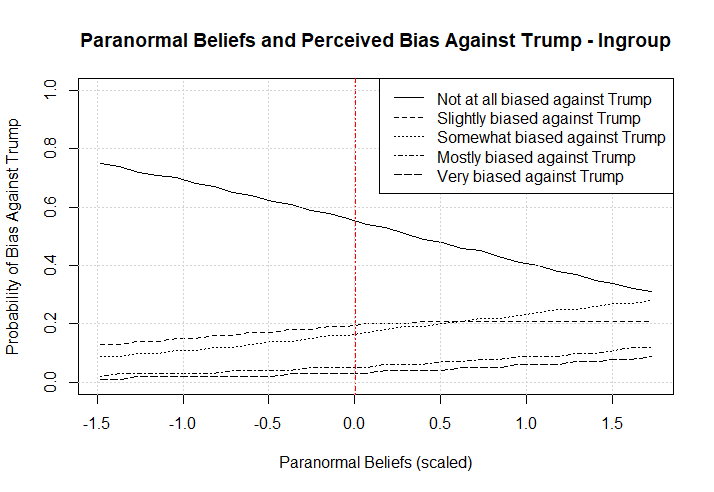 Paranormal Beliefs and Perceived Bias Against Trump - Ingroup
Not at all biased against Trump
Slightly biased against Trump
Somewhat biased against Trump
Mostly biased against Trump
Very biased against Trump
Probability of Bias Against Trump
1.0
0.8
0.6
0.4
0.2
0.0
-1.5 -1.0 -0.5 0.0 0.5 1.0 1.5
Paranormal Beliefs (scaled)